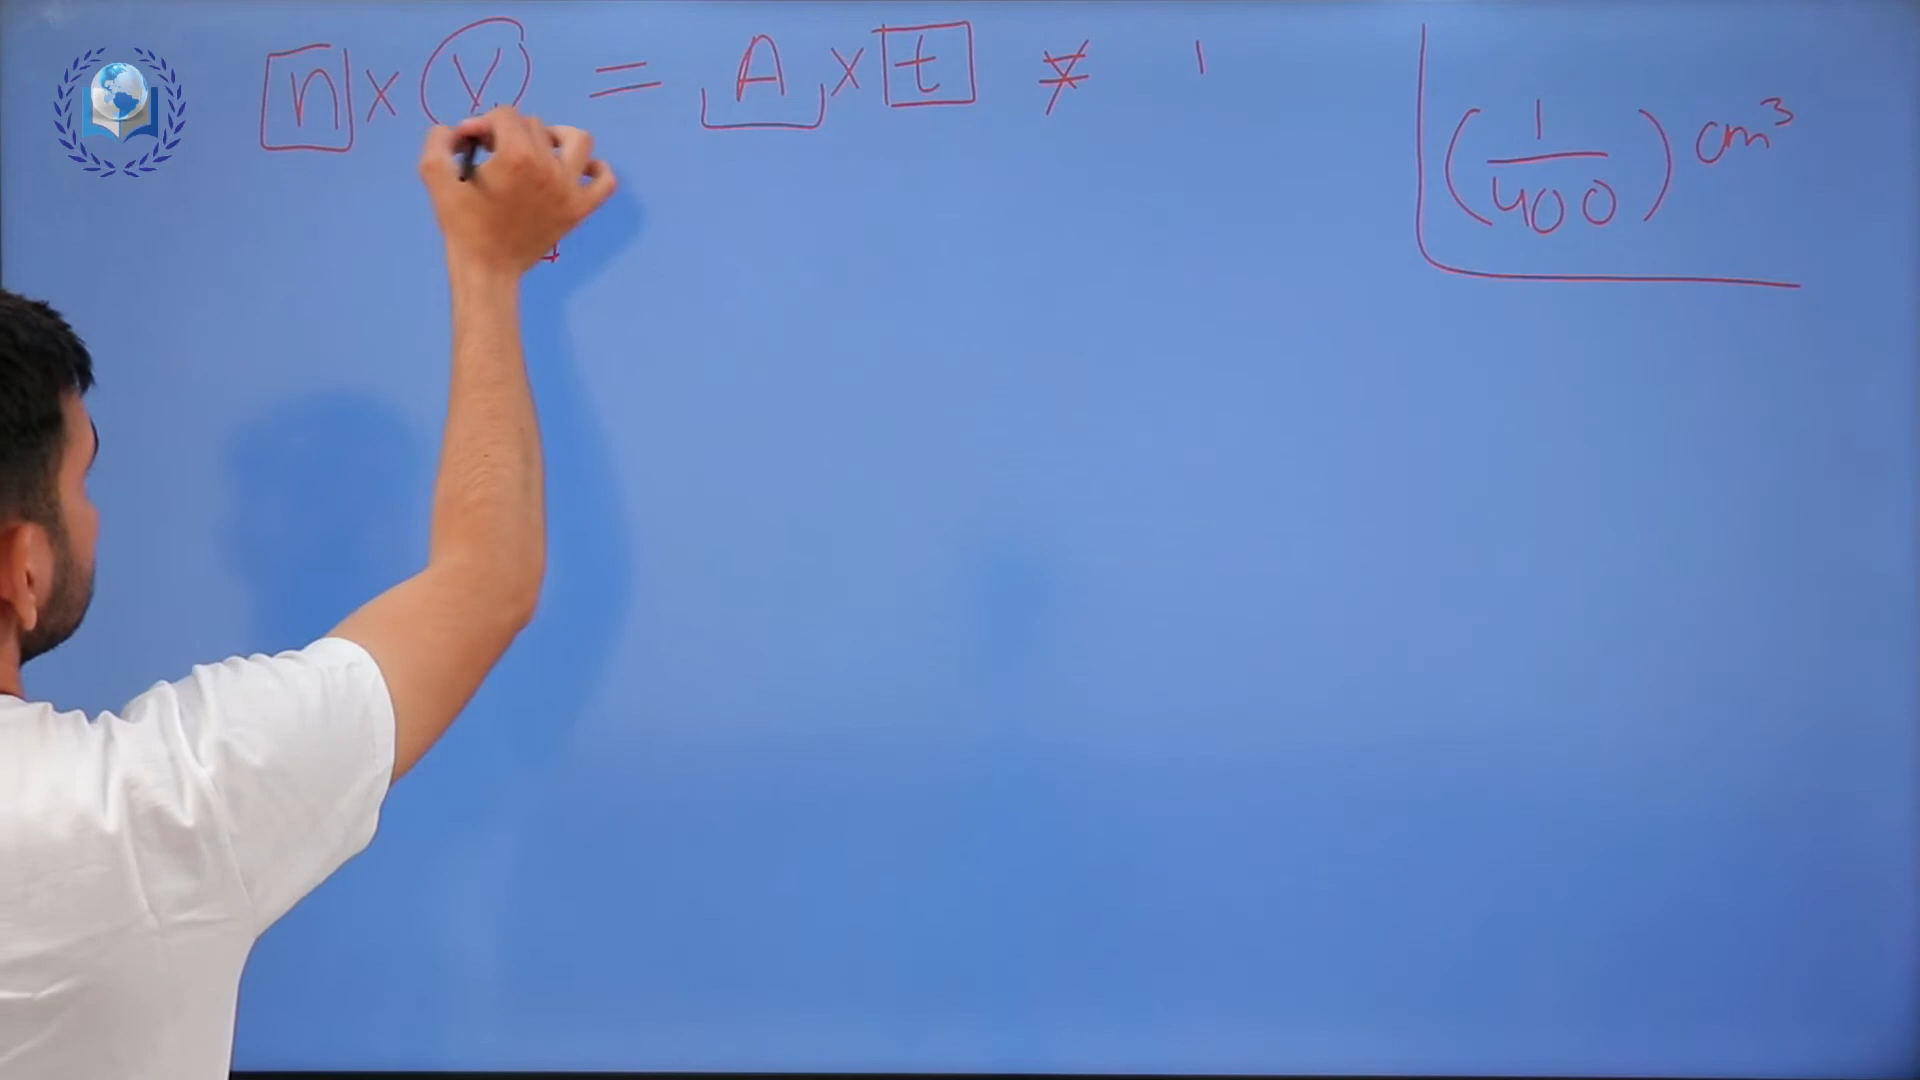 n × V = A × t
(1/400) cm³